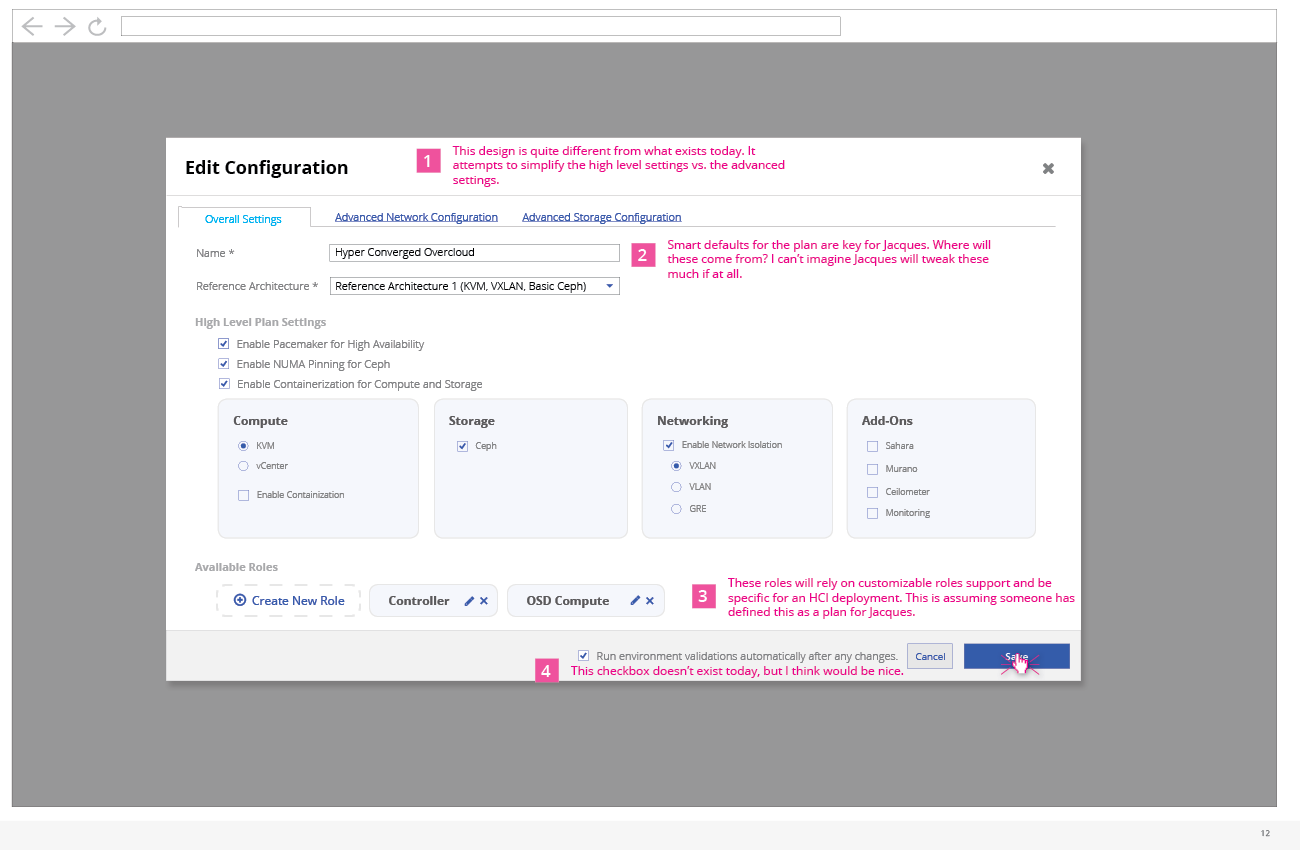 Edit Configuration
1
This design is quite different from what exists today. It
attempts to simplify the high level settings vs. the advanced
settings.
Overall Settings
Advanced Network Configuration
Advanced Storage Configuration
Name *
Hyper Converged Overcloud
2
Smart defaults for the plan are key for Jacques. Where will
these come from? I can't imagine Jacques will tweak these
much if at all.
Reference Architecture *
Reference Architecture 1 (KVM, VXLAN, Basic Ceph)
High Level Plan Settings
Enable Pacemaker for High Availability
Enable NUMA Pinning for Ceph
Enable Containerization for Compute and Storage
Compute
KVM
vCenter
Enable Containization
Storage
Ceph
Networking
Enable Network Isolation
VXLAN
VLAN
GRE
Add-Ons
Sahara
Murano
Ceilometer
Monitoring
Available Roles
Create New Role
Controller
OSD Compute
3
These roles will rely on customizable roles support and be
specific for an HCI deployment. This is assuming someone has
defined this as a plan for Jacques.
Run environment validations automatically after any changes.
Cancel
Save
4
This checkbox doesn't exist today, but I think would be nice.
12